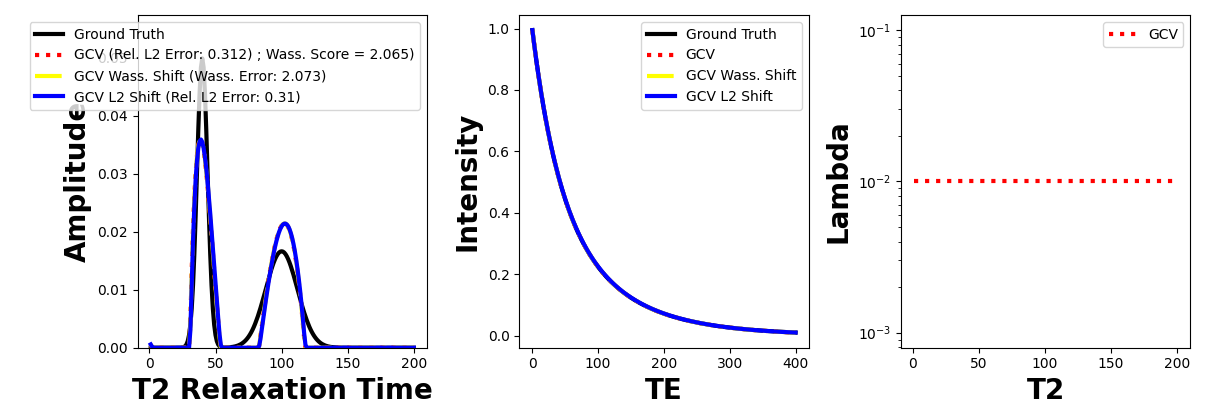 Ground Truth
GCV (Rel. L2 Error: 0.312) ; Wass. Score = 2.065)
GCV Wass. Shift (Wass. Error: 2.073)
GCV L2 Shift (Rel. L2 Error: 0.31)
0.05
0.04
0.03
0.02
0.01
0.00
Amplitude
0
50
100
150
200
T2 Relaxation Time
Ground Truth
GCV
GCV Wass. Shift
GCV L2 Shift
1.0
0.8
0.6
0.4
0.2
0.0
Intensity
0
100
200
300
400
TE
GCV
10⁻¹
10⁻²
10⁻³
Lambda
0
50
100
150
200
T2